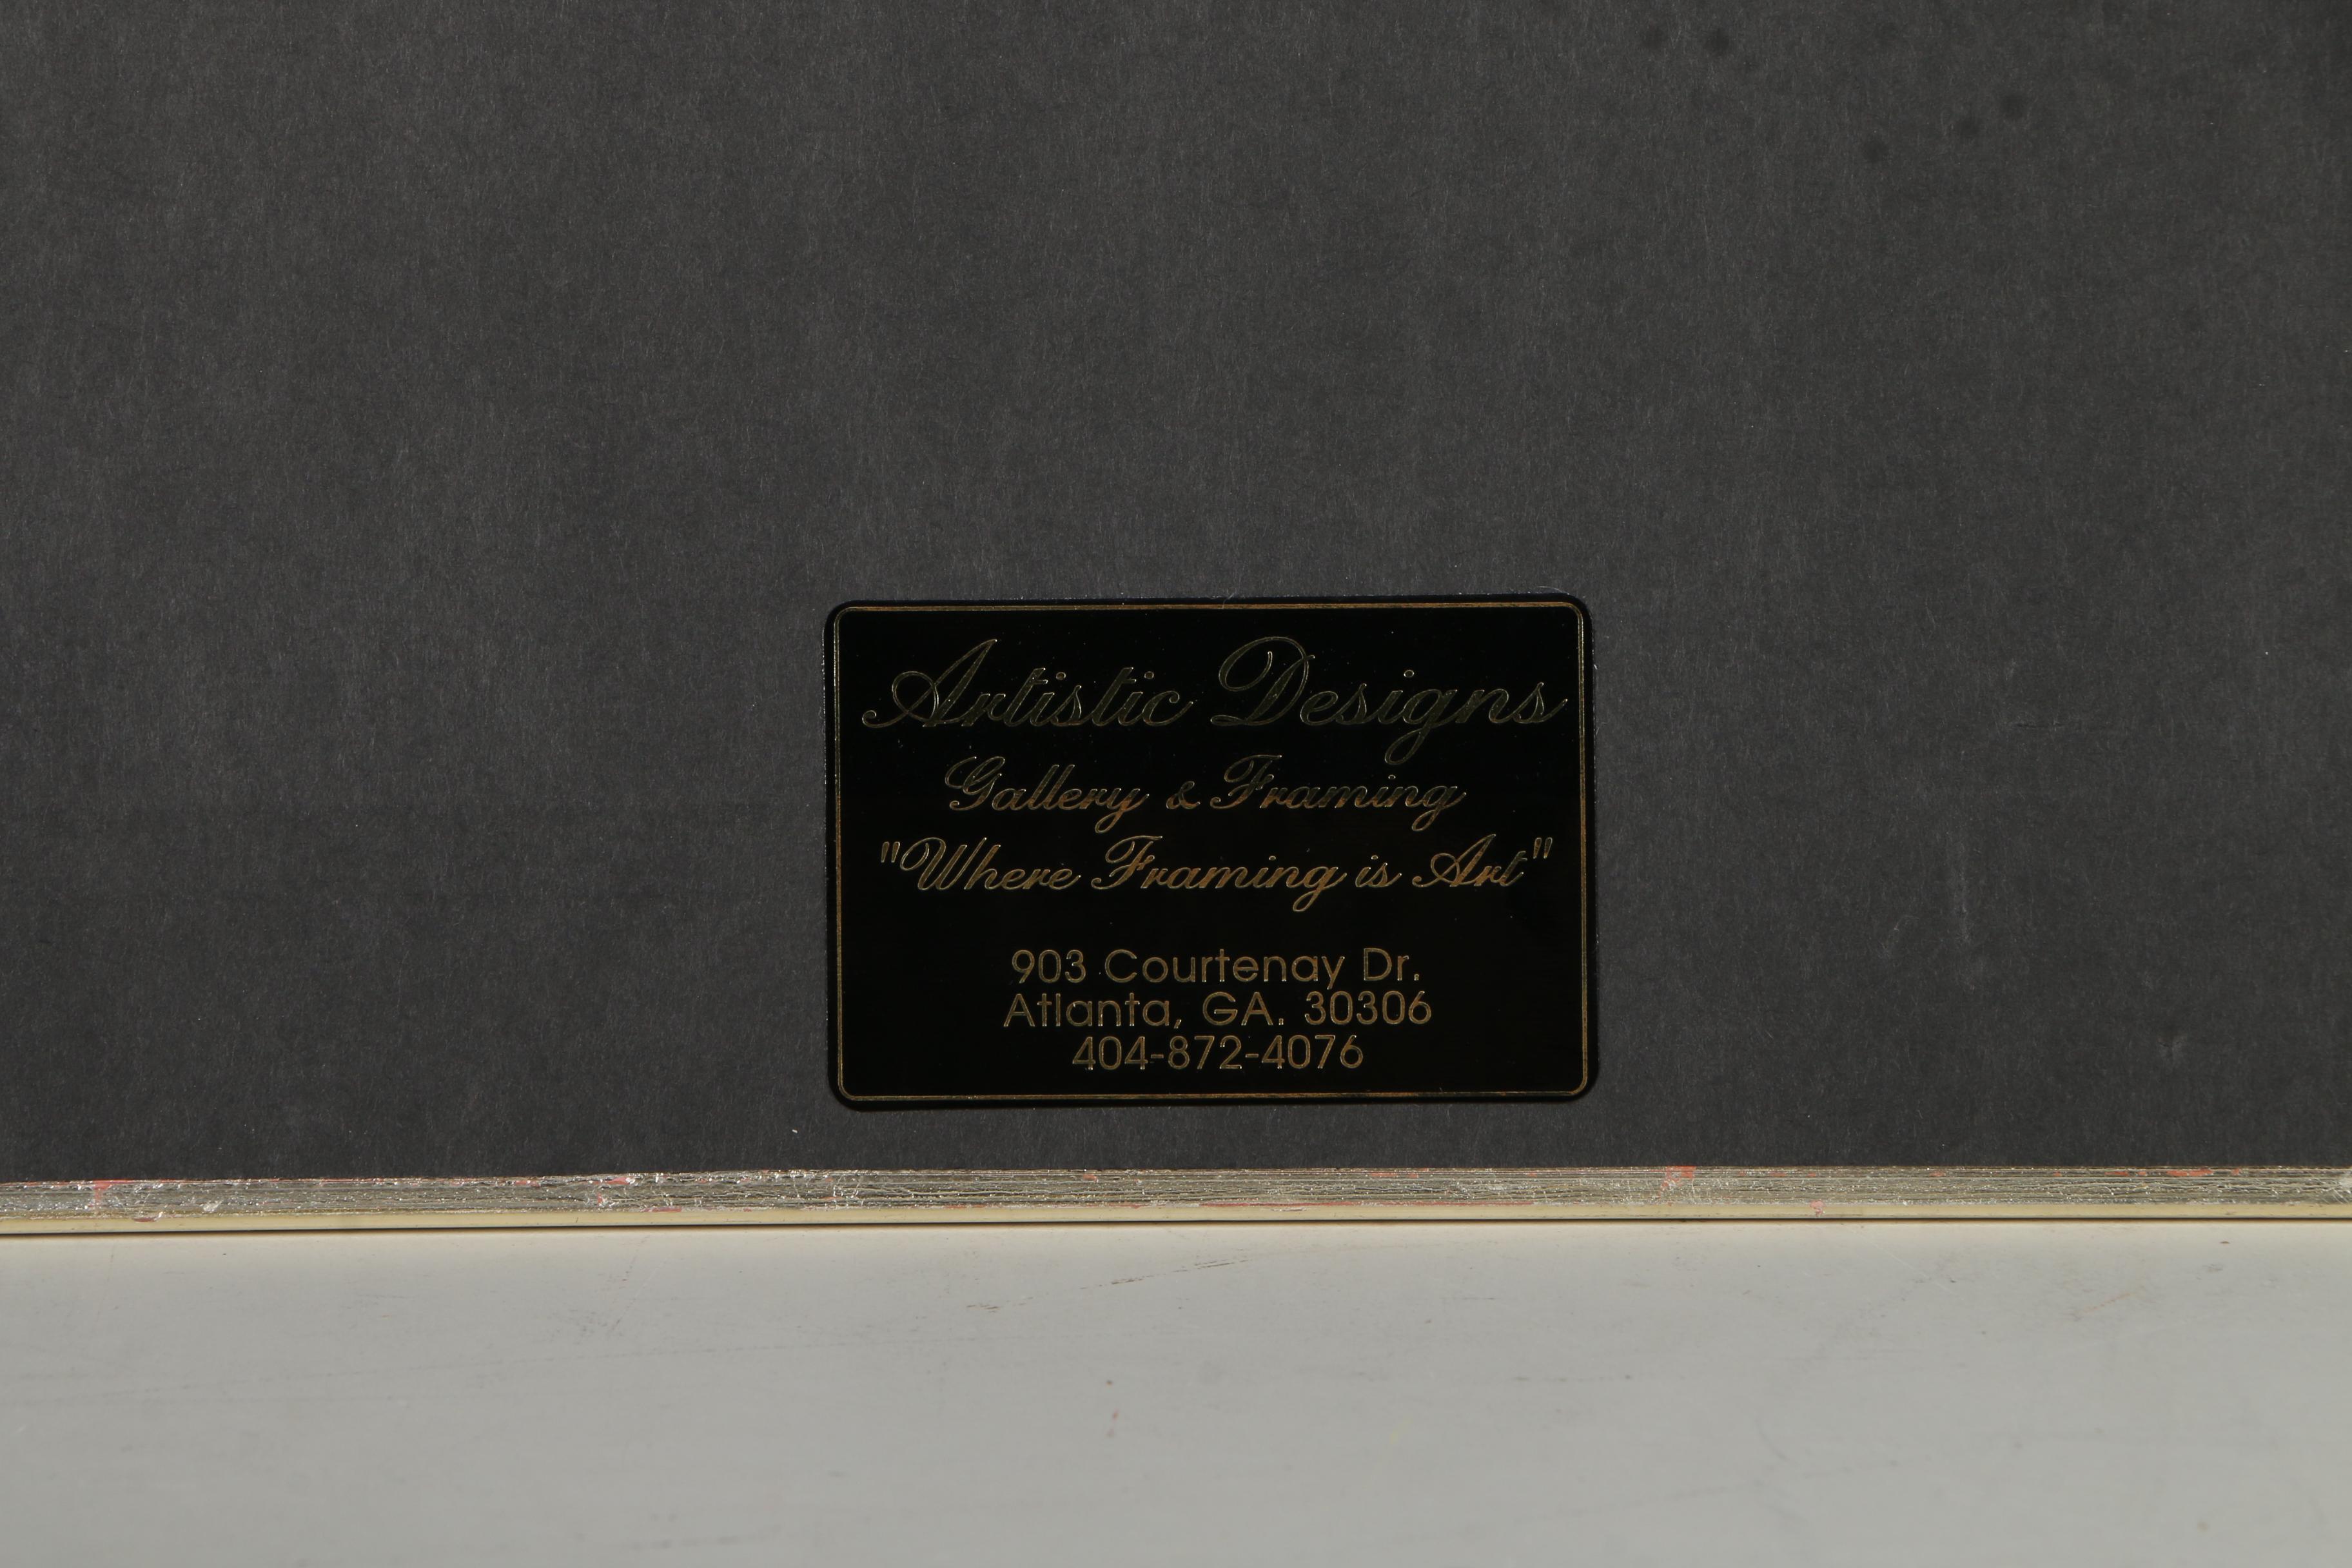 Artistic Designs
Gallery & Framing
"Where Framing is Art"
903 Courtenay Dr.
Atlanta, GA. 30306
404-872-4076